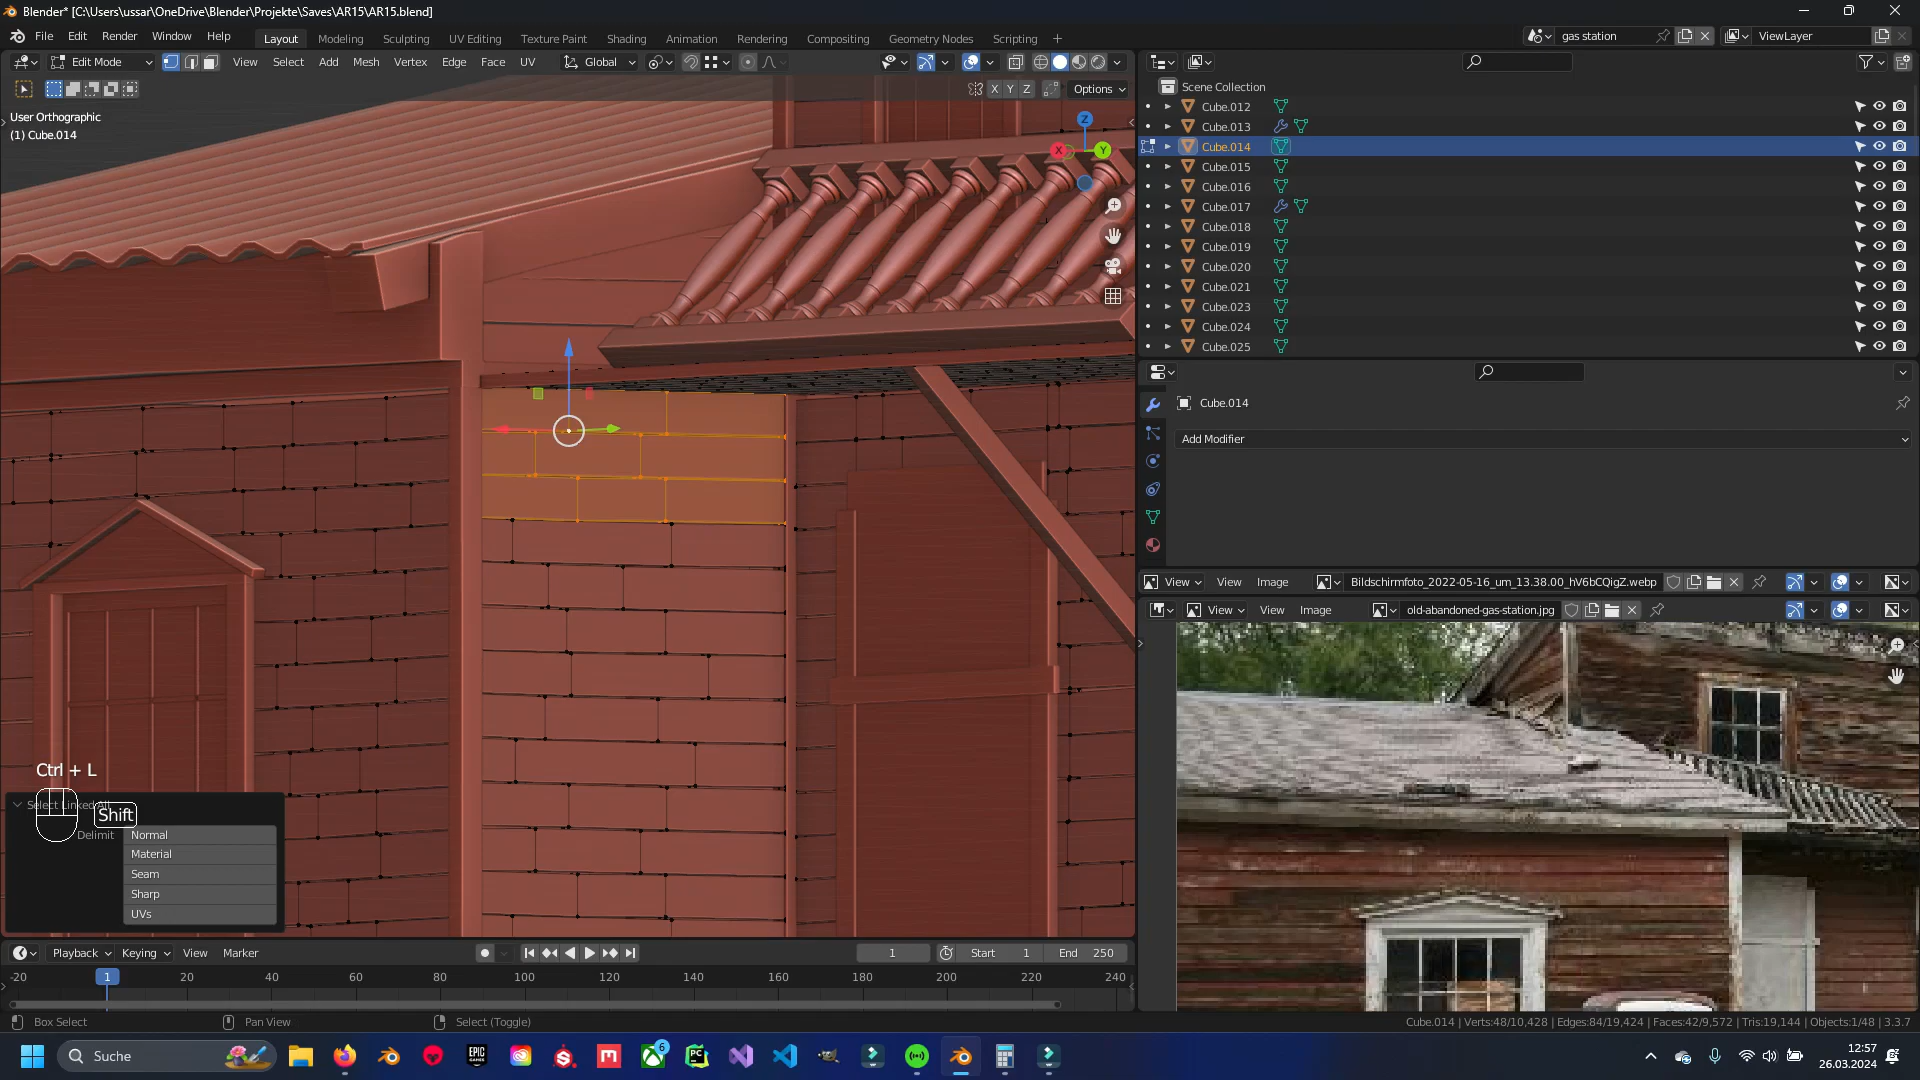 Blender* [C:\Users\ussar\OneDrive\Blender\Projekte\Saves\AR15\AR15.blend]
File Edit Render Window Help Layout Modeling Sculpting UV Editing Texture Paint Shading Animation Rendering Compositing Geometry Nodes Scripting + gas station ViewLayer
Edit Mode View Select Add Mesh Vertex Edge Face UV Global
X Y Z Options
User Orthographic
(1) Cube.014
Z
X Y
Scene Collection
Cube.012
Cube.013
Cube.014
Cube.015
Cube.016
Cube.017
Cube.018
Cube.019
Cube.020
Cube.021
Cube.023
Cube.024
Cube.025
Cube.014
Add Modifier
View View Image Bildschirmfoto_2022-05-16_um_13.38.00_hV6bCQigZ.webp
View View Image old-abandoned-gas-station.jpg
Ctrl + L
Select Linked All
Shift
Delimit Normal
Material
Seam
Sharp
UVs
Playback Keying View Marker 1 Start 1 End 250
-20 1 20 40 60 80 100 120 140 160 180 200 220 240
Box Select Pan View Select (Toggle) Cube.014 | Verts:48/10,428 | Edges:84/19,424 | Faces:42/9,572 | Tris:19,144 | Objects:1/48 | 3.3.7
Suche EPIC GAMES 6 PC 12:57
26.03.2024